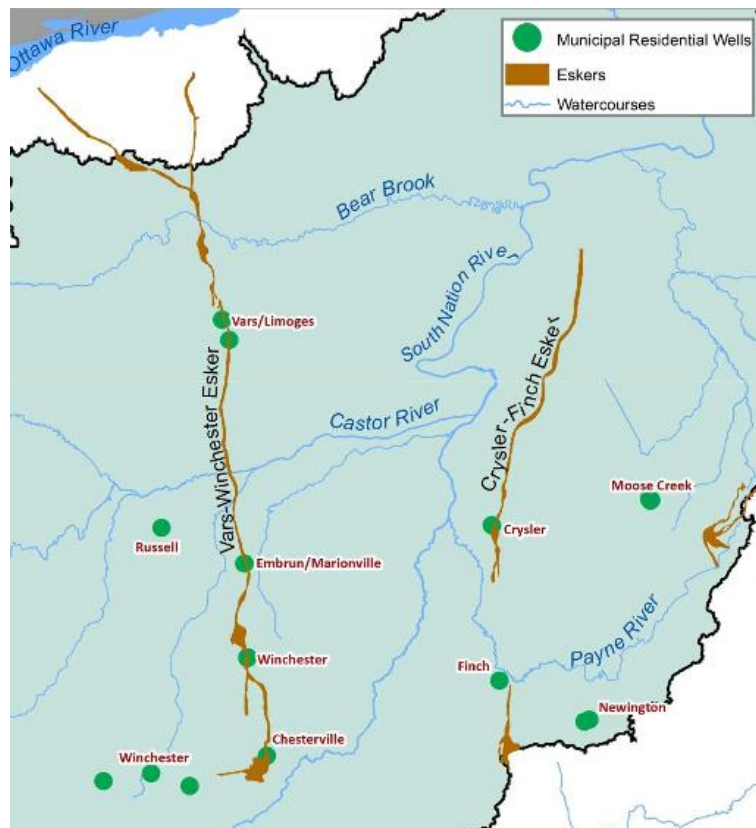 Ottawa River
Municipal Residential Wells
Eskers
Watercourses
Bear Brook
South Nation River
Vars/Limoges
Vars-Winchester Esker
Crysler-Finch Esker
Castor River
Moose Creek
Russell
Crysler
Embrun/Marionville
Winchester
Finch
Payne River
Newington
Chesterville
Winchester